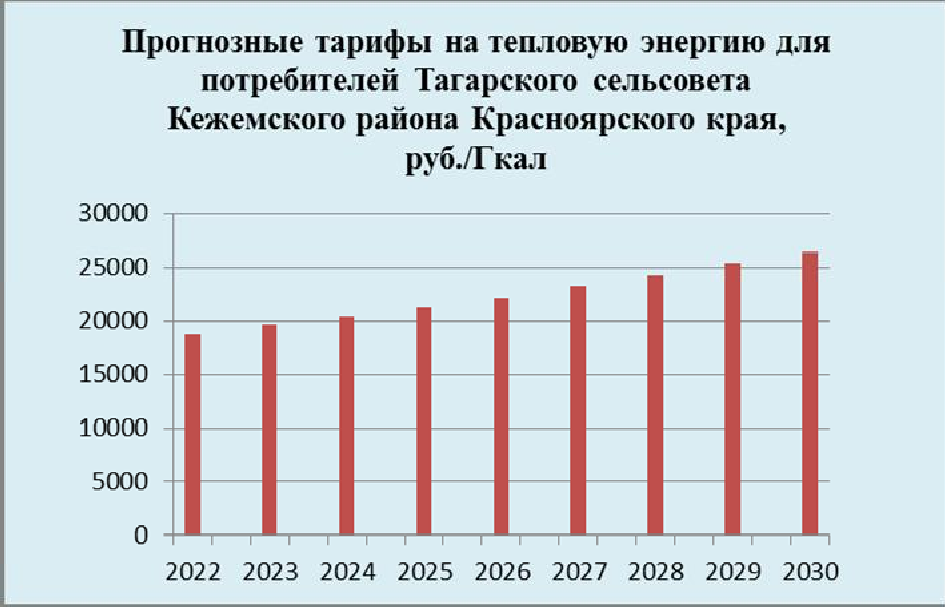 Прогнозные тарифы на тепловую энергию для
потребителей Тагарского сельсовета
Кежемского района Красноярского края,
руб./Гкал
30000
25000
20000
15000
10000
5000
0
2022 2023 2024 2025 2026 2027 2028 2029 2030